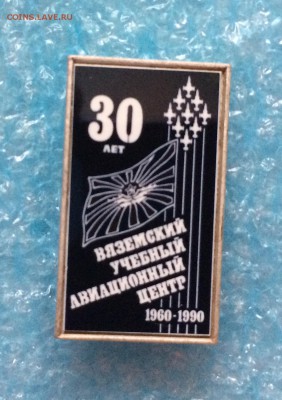 COINS.LAVE.RU
30
ЛЕТ
ВЯЗЕМСКИЙ
УЧЕБНЫЙ
АВИАЦИОННЫЙ
ЦЕНТР
1960-1990